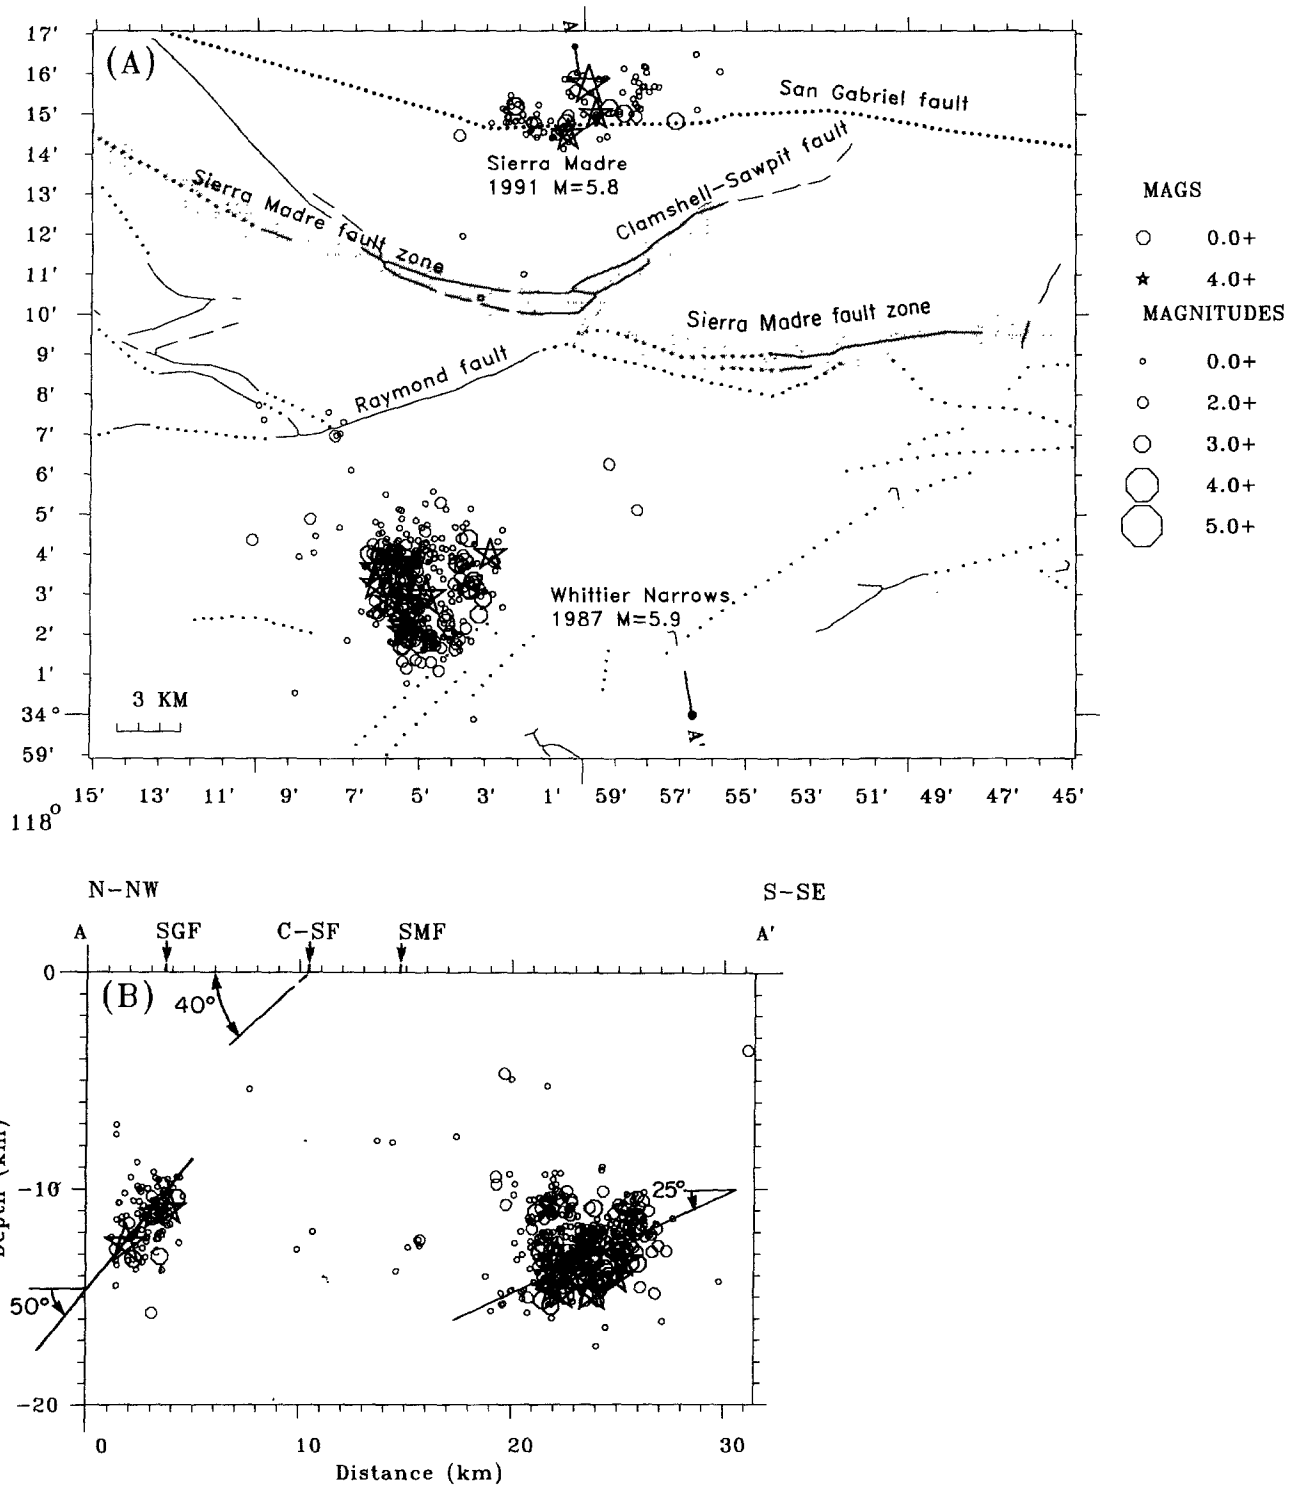 17'
16'
15'
14'
13'
12'
11'
10'
9'
8'
7'
6'
5'
4'
3'
2'
1'
34°
59'
(A)
A
San Gabriel fault
Sierra Madre
1991 M=5.8
Clamshell-Sawpit fault
Sierra Madre fault zone
Sierra Madre fault zone
Raymond fault
Whittier Narrows
1987 M=5.9
3 KM
A'
MAGS
0.0+
4.0+
MAGNITUDES
0.0+
2.0+
3.0+
4.0+
5.0+
15' 13' 11' 9' 7' 5' 3' 1' 59' 57' 55' 53' 51' 49' 47' 45'
118°
N-NW S-SE
A SGF C-SF SMF A'
0
(B)
40°
-10
25°
50°
-20
Depth (km)
0 10 20 30
Distance (km)